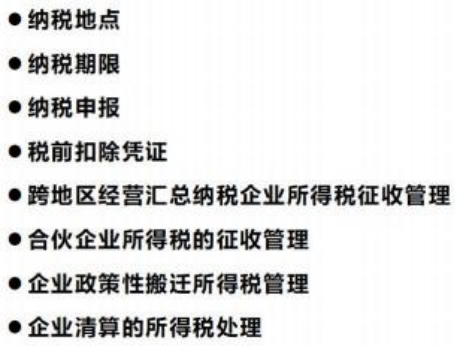 ●纳税地点
●纳税期限
●纳税申报
●税前扣除凭证
●跨地区经营汇总纳税企业所得税征收管理
●合伙企业所得税的征收管理
●企业政策性搬迁所得税管理
●企业清算的所得税处理